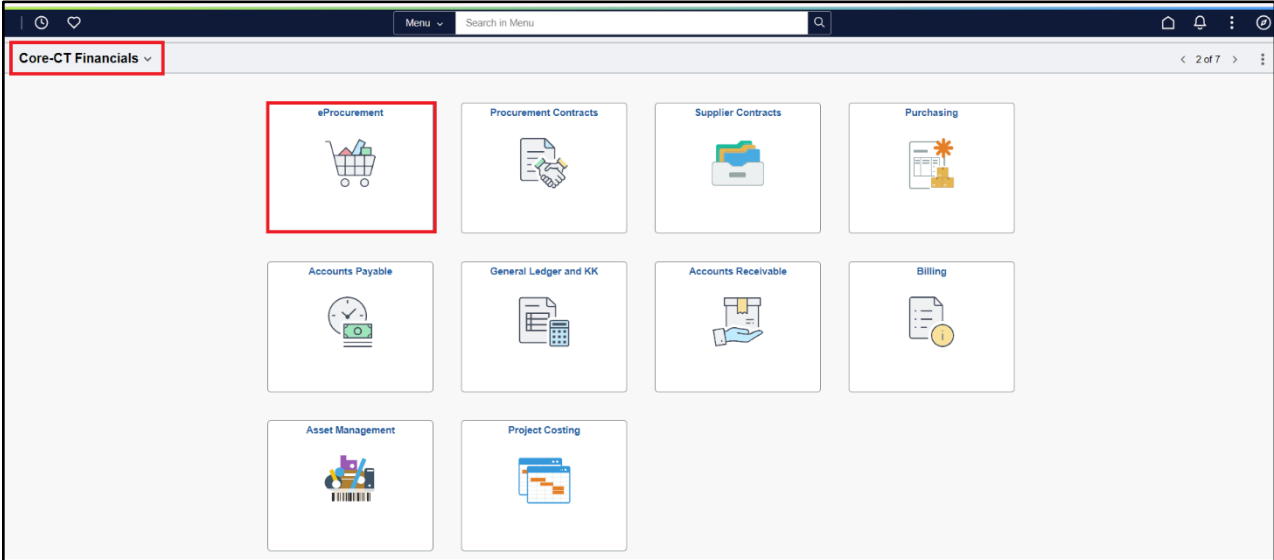 Menu
Search in Menu
Core-CT Financials
2 of 7
eProcurement
Procurement Contracts
Supplier Contracts
Purchasing
Accounts Payable
General Ledger and KK
Accounts Receivable
Billing
Asset Management
Project Costing